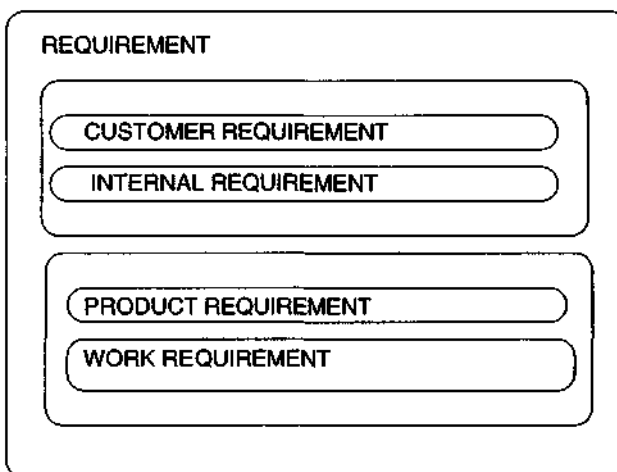 REQUIREMENT
CUSTOMER REQUIREMENT
INTERNAL REQUIREMENT
PRODUCT REQUIREMENT
WORK REQUIREMENT